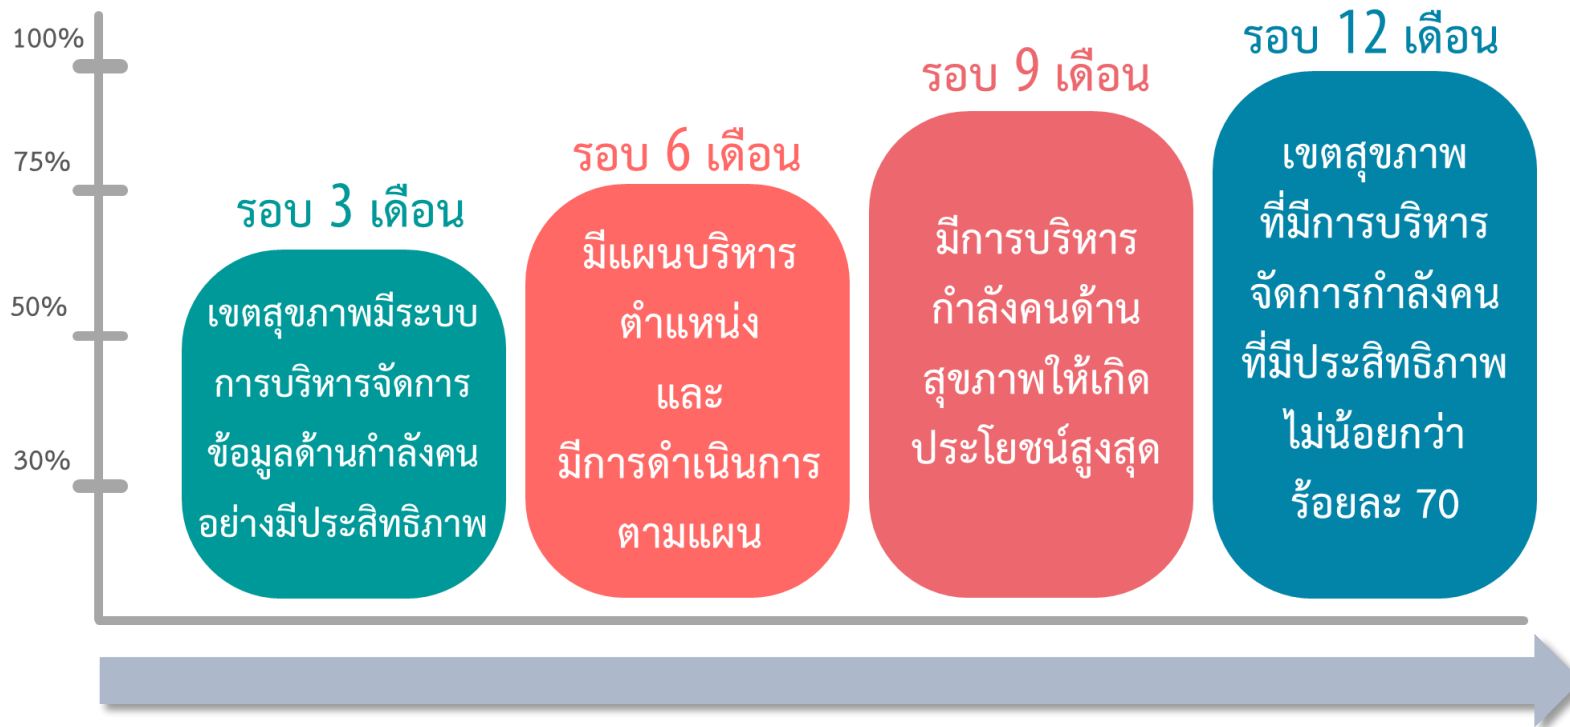 100%
75%
50%
30%
รอบ 3 เดือน
เขตสุขภาพมีระบบ
การบริหารจัดการ
ข้อมูลด้านกำลังคน
อย่างมีประสิทธิภาพ
รอบ 6 เดือน
มีแผนบริหาร
ตำแหน่ง
และ
มีการดำเนินการ
ตามแผน
รอบ 9 เดือน
มีการบริหาร
กำลังคนด้าน
สุขภาพให้เกิด
ประโยชน์สูงสุด
รอบ 12 เดือน
เขตสุขภาพ
ที่มีการบริหาร
จัดการกำลังคน
ที่มีประสิทธิภาพ
ไม่น้อยกว่า
ร้อยละ 70